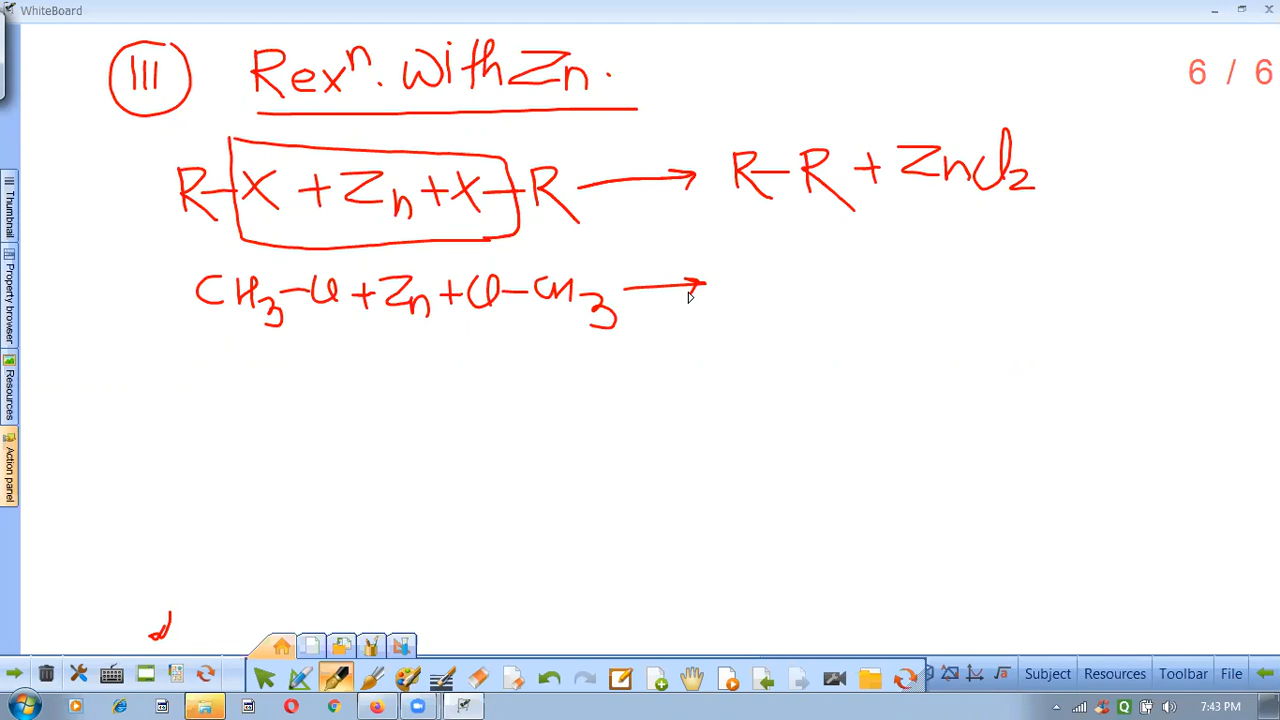 WhiteBoard
6 / 6
III Rexⁿ. With Zn.
R-X + Zn + X-R → R-R + ZnCl₂
CH₃-Cl + Zn + Cl-CH₃ →
Thumbnail
Property browser
Resources
Action panel
Subject Resources Toolbar File
7:43 PM